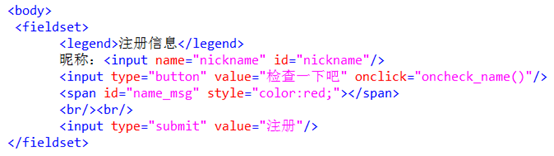 <body>
<fieldset>
<legend>注册信息</legend>
昵称：<input name="nickname" id="nickname"/>
<input type="button" value="检查一下吧" onclick="oncheck_name()"/>
<span id="name_msg" style="color:red;"></span>
<br/><br/>
<input type="submit" value="注册"/>
</fieldset>